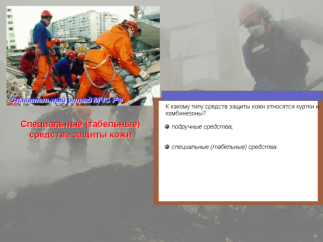 Спасательный отряд МЧС РФ
Специальные (табельные)
средства защиты кожи
К какому типу средств защиты кожи относятся куртки и
комбинезоны?
подручные средства;
специальные (табельные) средства.